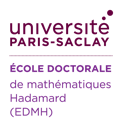 université
PARIS-SACLAY
ÉCOLE DOCTORALE
de mathématiques
Hadamard
(EDMH)